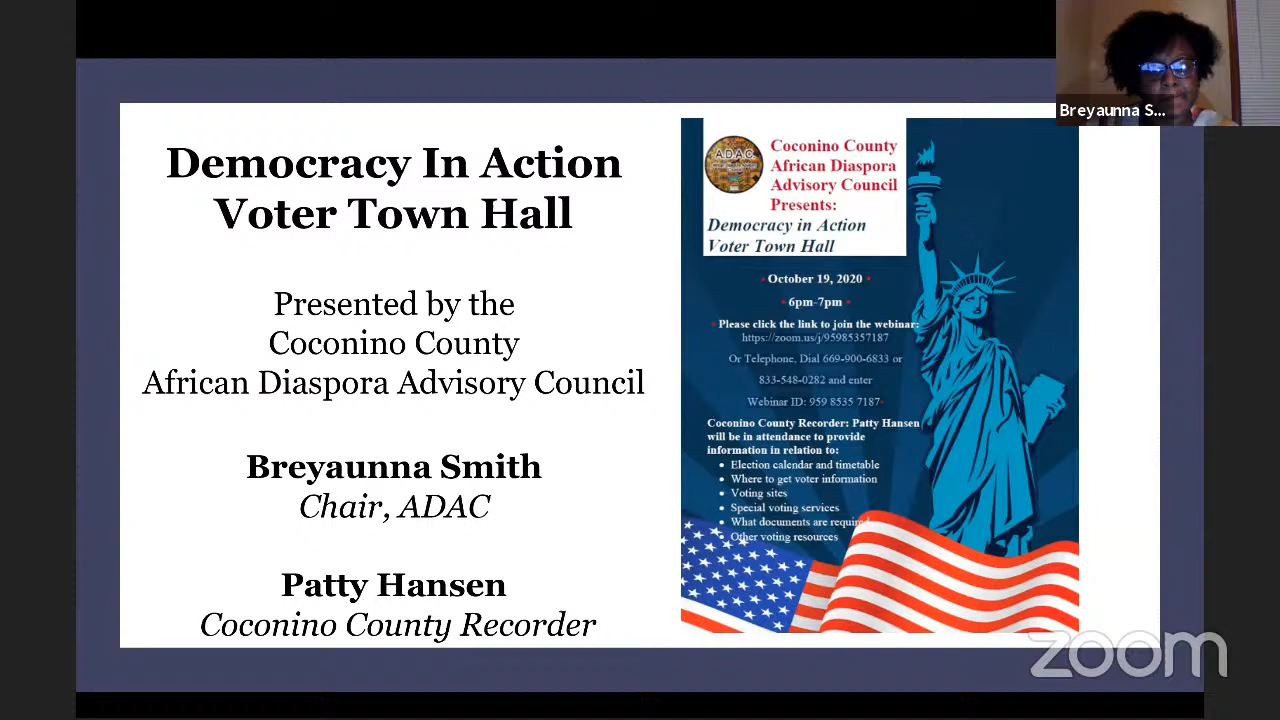 Democracy In Action
Voter Town Hall
Presented by the
Coconino County
African Diaspora Advisory Council
Breyaunna Smith
Chair, ADAC
Patty Hansen
Coconino County Recorder
A.D.A.C
Coconino County
African Diaspora
Advisory Council
Presents:
Democracy in Action
Voter Town Hall
• October 19, 2020 •
• 6pm-7pm •
• Please click the link to join the webinar:
https://zoom.us/j/95985357187
Or Telephone, Dial 669-900-6833 or
833-548-0282 and enter
Webinar ID: 959 8535 7187•
Coconino County Recorder: Patty Hansen
will be in attendance to provide
information in relation to:
• Election calendar and timetable
• Where to get voter information
• Voting sites
• Special voting services
• What documents are required
• Other voting resources
Breyaunna S...
zoom